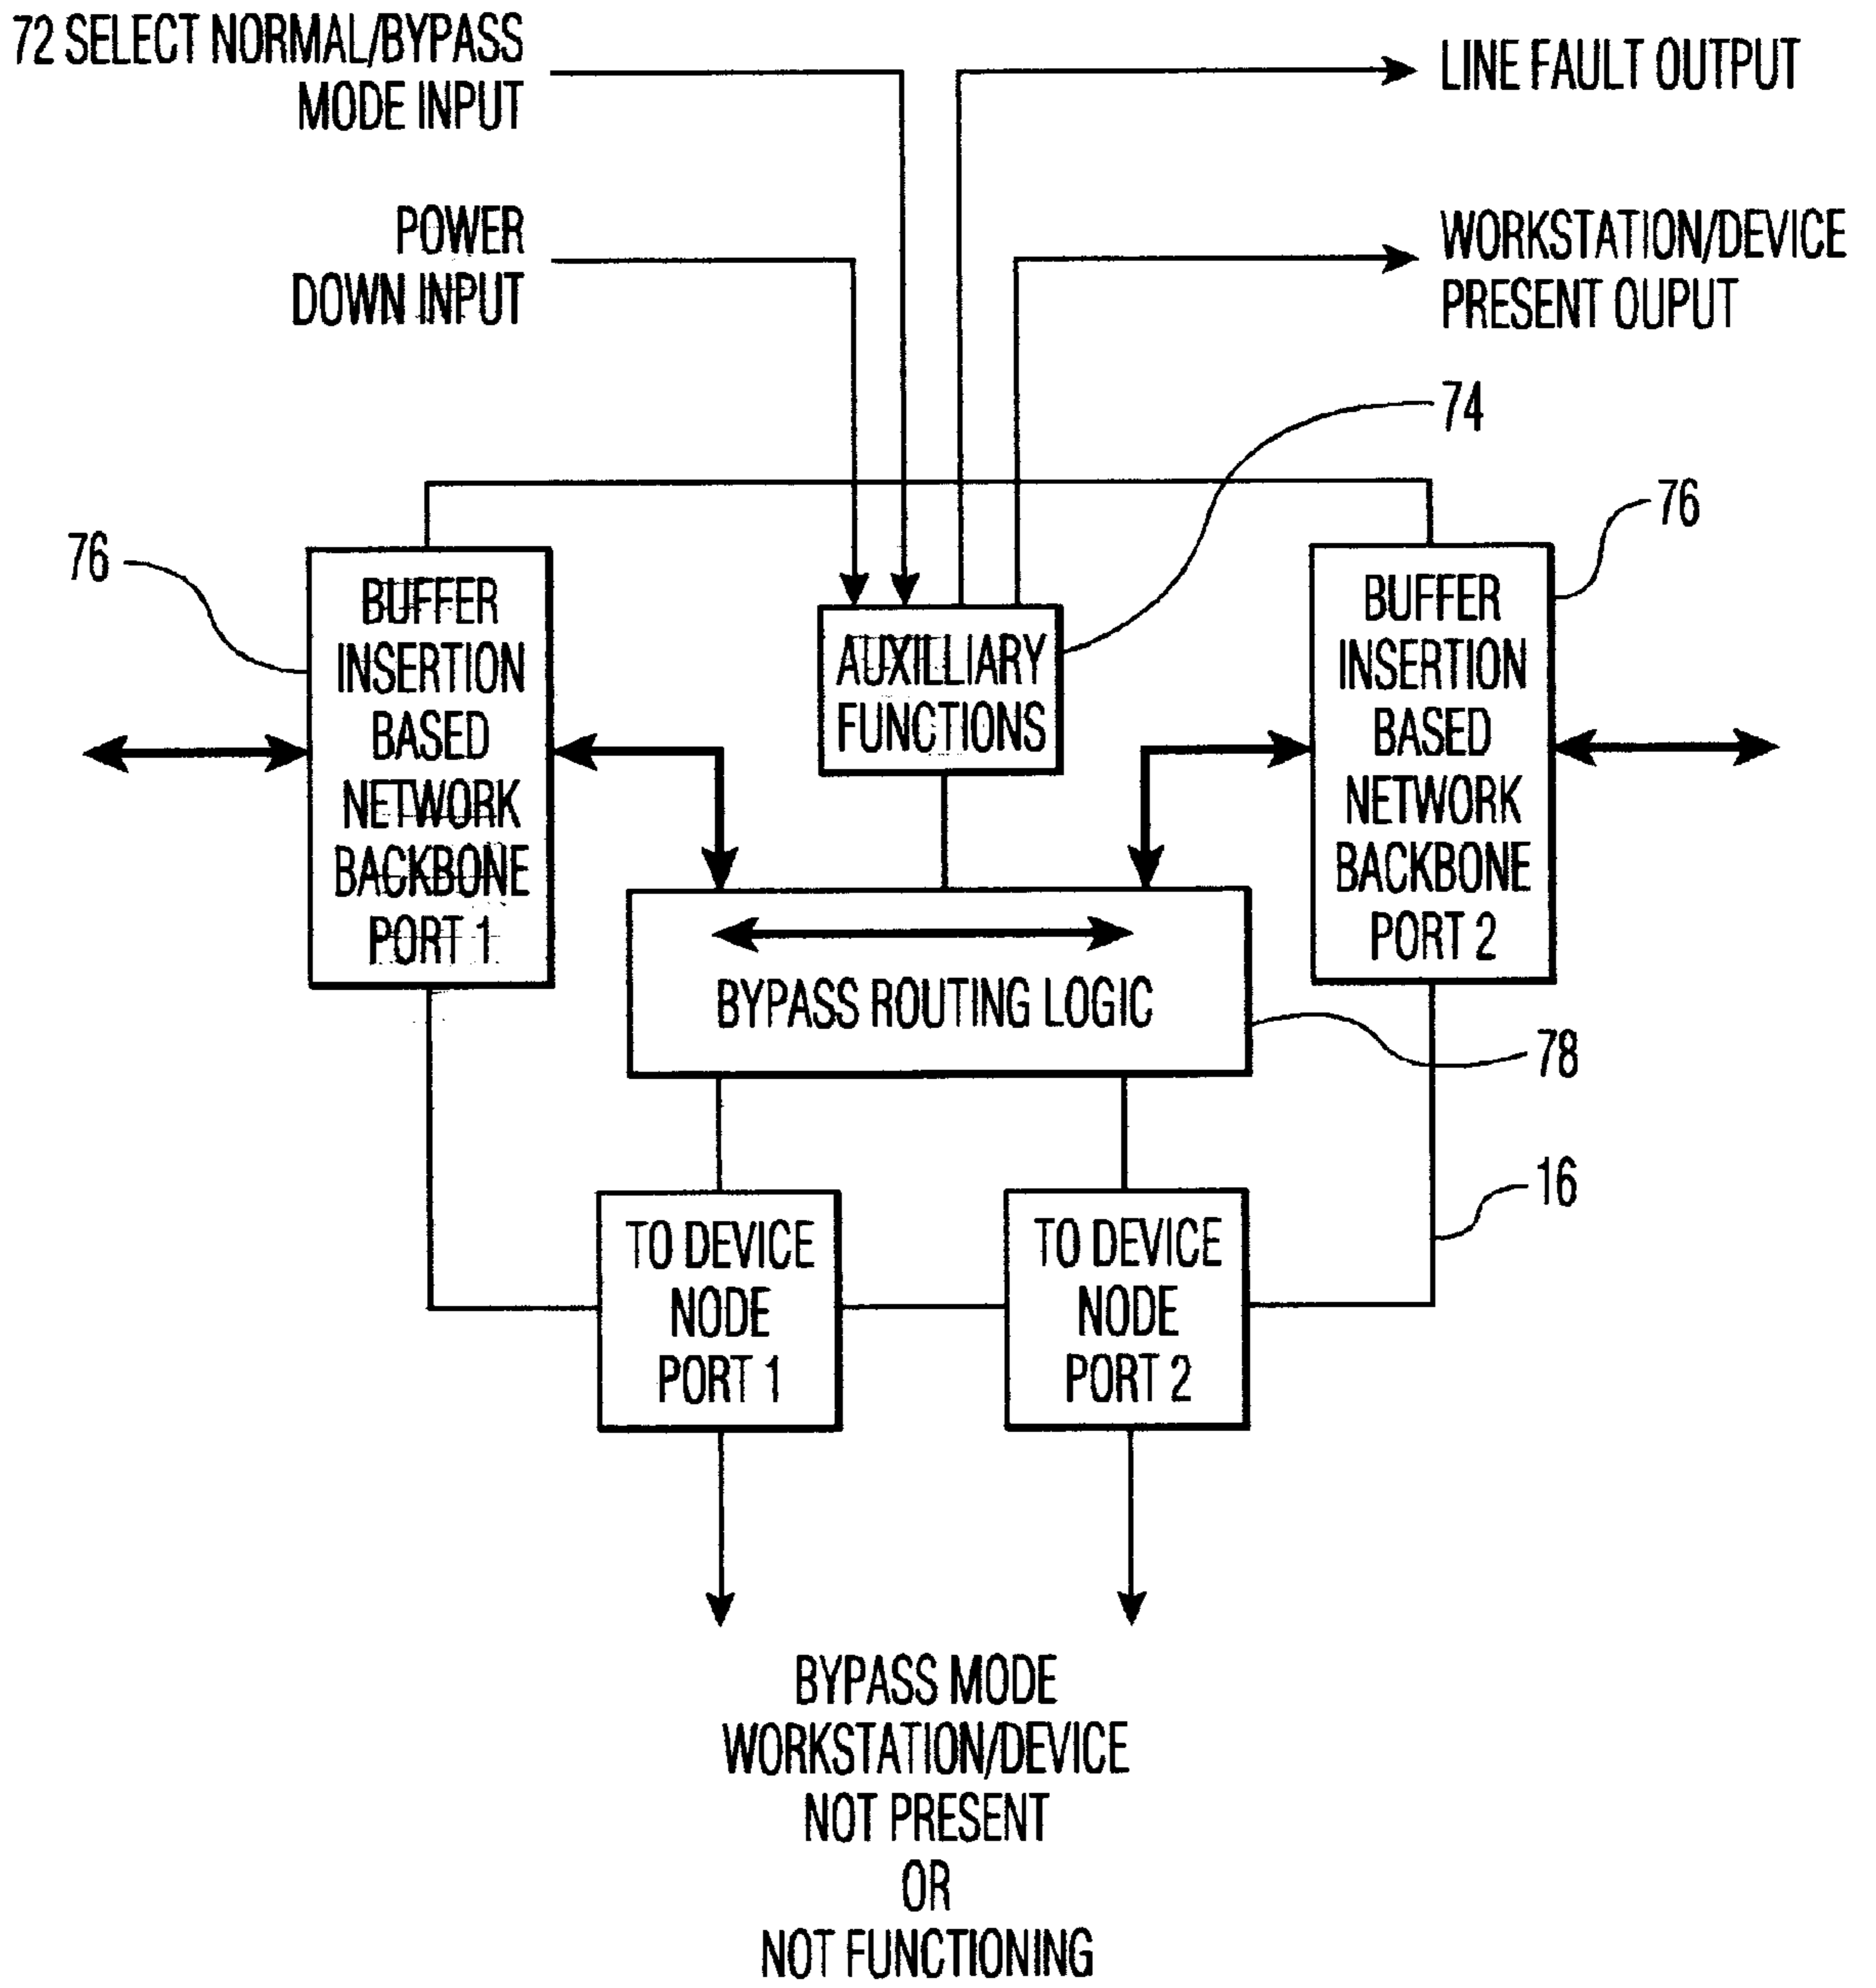 72 SELECT NORMAL/BYPASS
MODE INPUT
LINE FAULT OUTPUT
POWER
DOWN INPUT
WORKSTATION/DEVICE
PRESENT OUPUT
74
76
76
BUFFER
INSERTION
BASED
NETWORK
BACKBONE
PORT 1
AUXILLIARY
FUNCTIONS
BUFFER
INSERTION
BASED
NETWORK
BACKBONE
PORT 2
BYPASS ROUTING LOGIC
78
16
TO DEVICE
NODE
PORT 1
TO DEVICE
NODE
PORT 2
BYPASS MODE
WORKSTATION/DEVICE
NOT PRESENT
OR
NOT FUNCTIONING